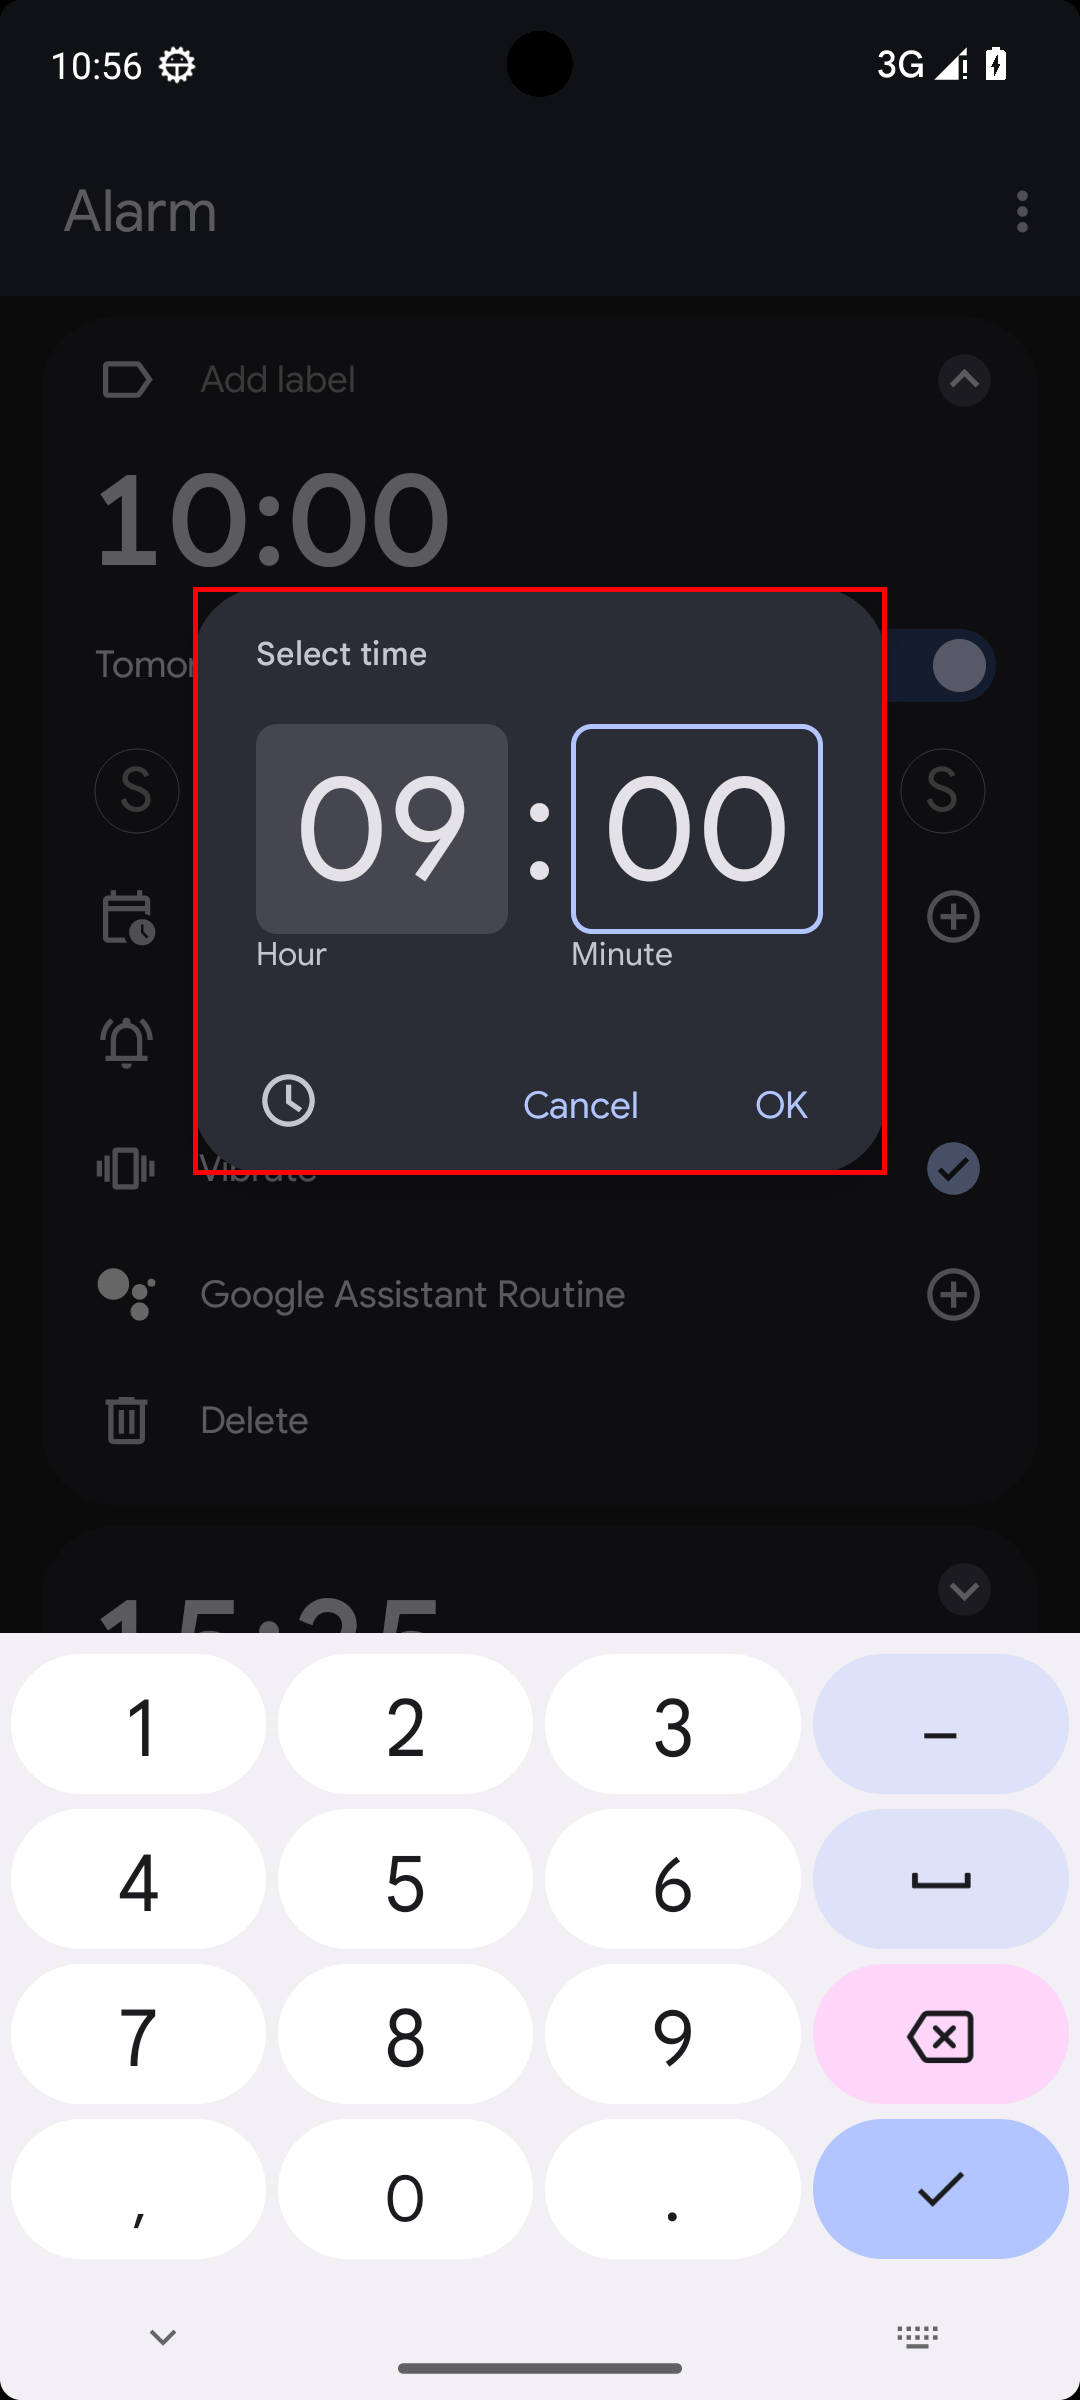 10:56
3G
Alarm
Add label
10:00
Select time
Tomor
S
S
09:00
Hour
Minute
Cancel
OK
Vibrate
Google Assistant Routine
Delete
15:25
1
2
3
–
4
5
6
7
8
9
,
0
.